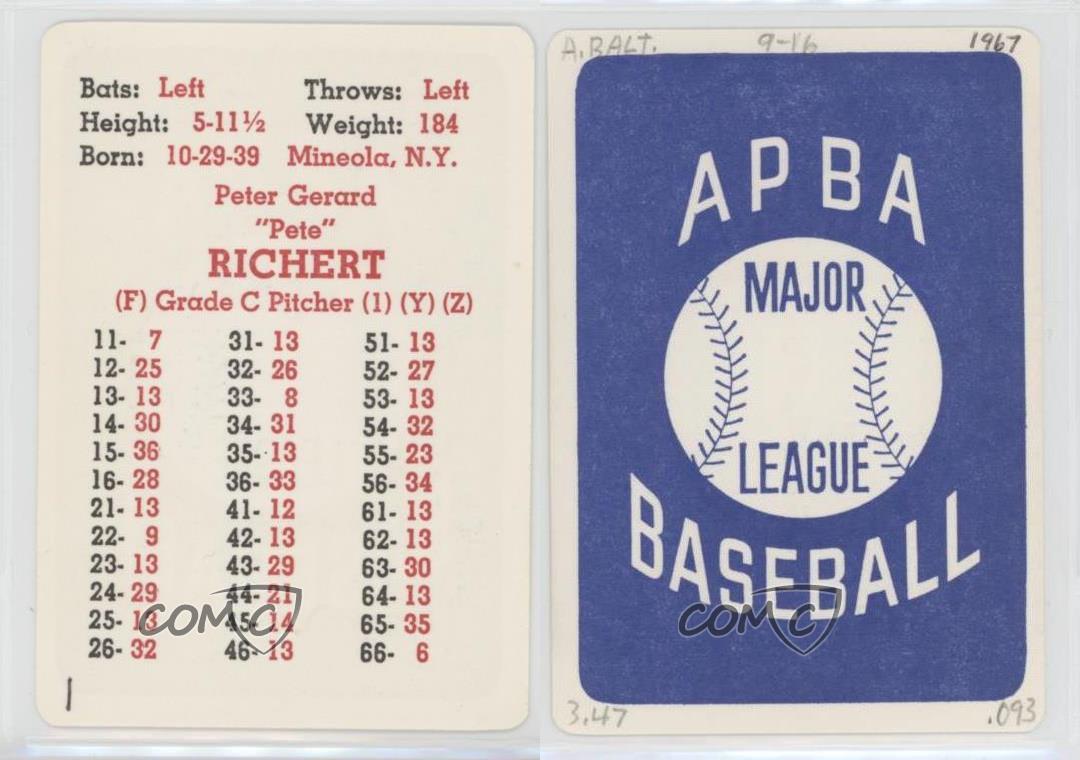 Bats: Left Throws: Left
Height: 5-11½ Weight: 184
Born: 10-29-39 Mineola, N.Y.
Peter Gerard
"Pete"
RICHERT
(F) Grade C Pitcher (1) (Y) (Z)
11- 7 31- 13 51- 13
12- 25 32- 26 52- 27
13- 13 33- 8 53- 13
14- 30 34- 31 54- 32
15- 36 35- 13 55- 23
16- 28 36- 33 56- 34
21- 13 41- 12 61- 13
22- 9 42- 13 62- 13
23- 13 43- 29 63- 30
24- 29 44- 21 64- 13
25- 13 45- 14 65- 35
26- 32 46- 13 66- 6
COMC
1
A. BALT. 9-16 1967
APBA
MAJOR
LEAGUE
BASEBALL
COMC
3.47 .093